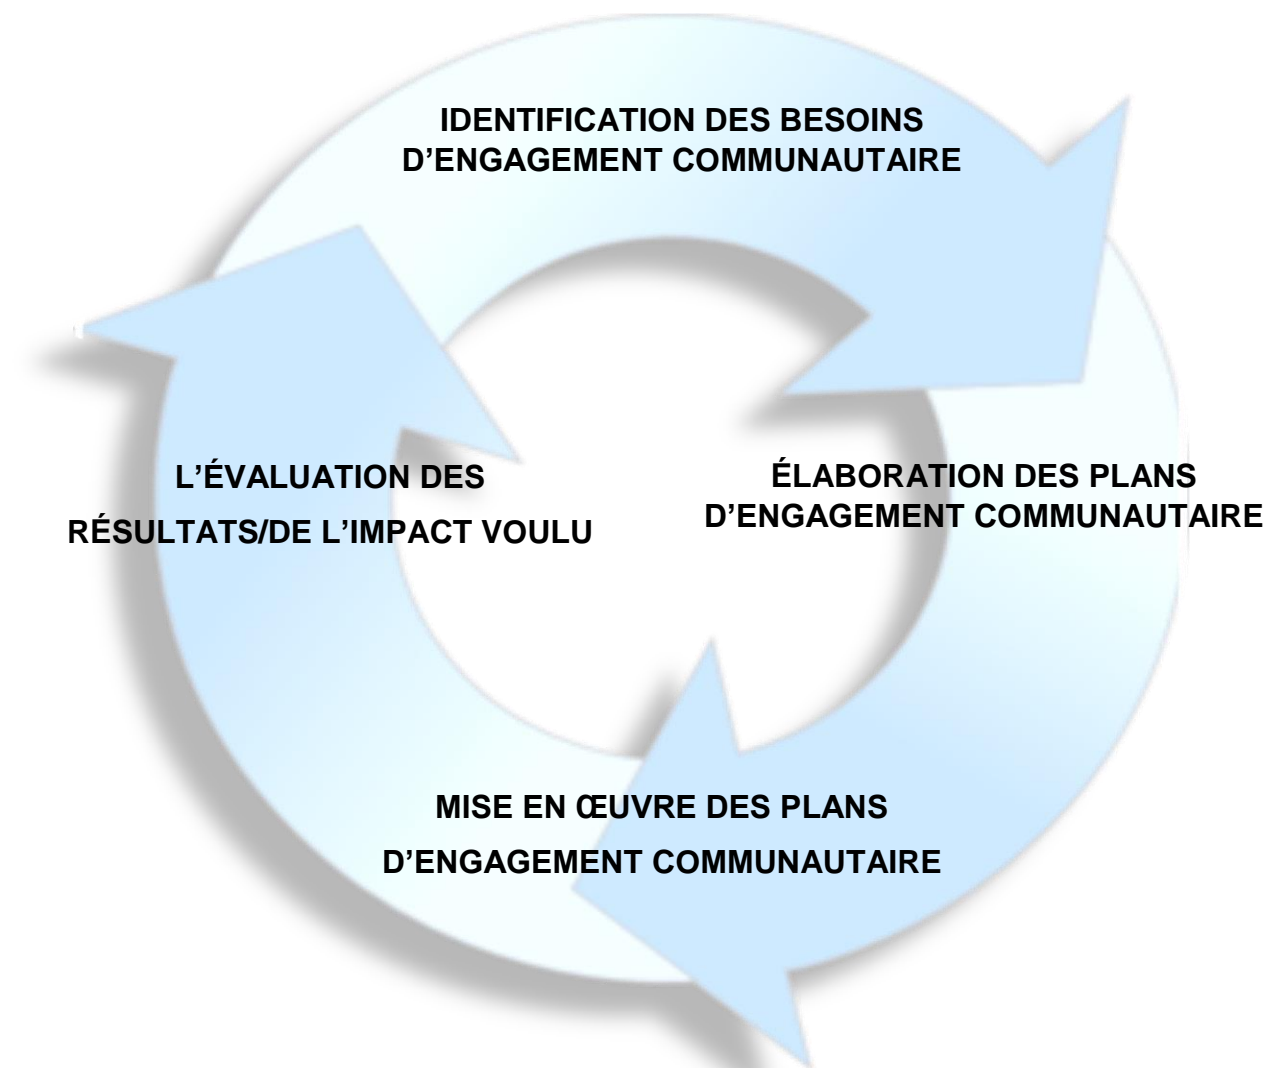 IDENTIFICATION DES BESOINS
D’ENGAGEMENT COMMUNAUTAIRE
L’ÉVALUATION DES
RÉSULTATS/DE L’IMPACT VOULU
ÉLABORATION DES PLANS
D’ENGAGEMENT COMMUNAUTAIRE
MISE EN ŒUVRE DES PLANS
D’ENGAGEMENT COMMUNAUTAIRE